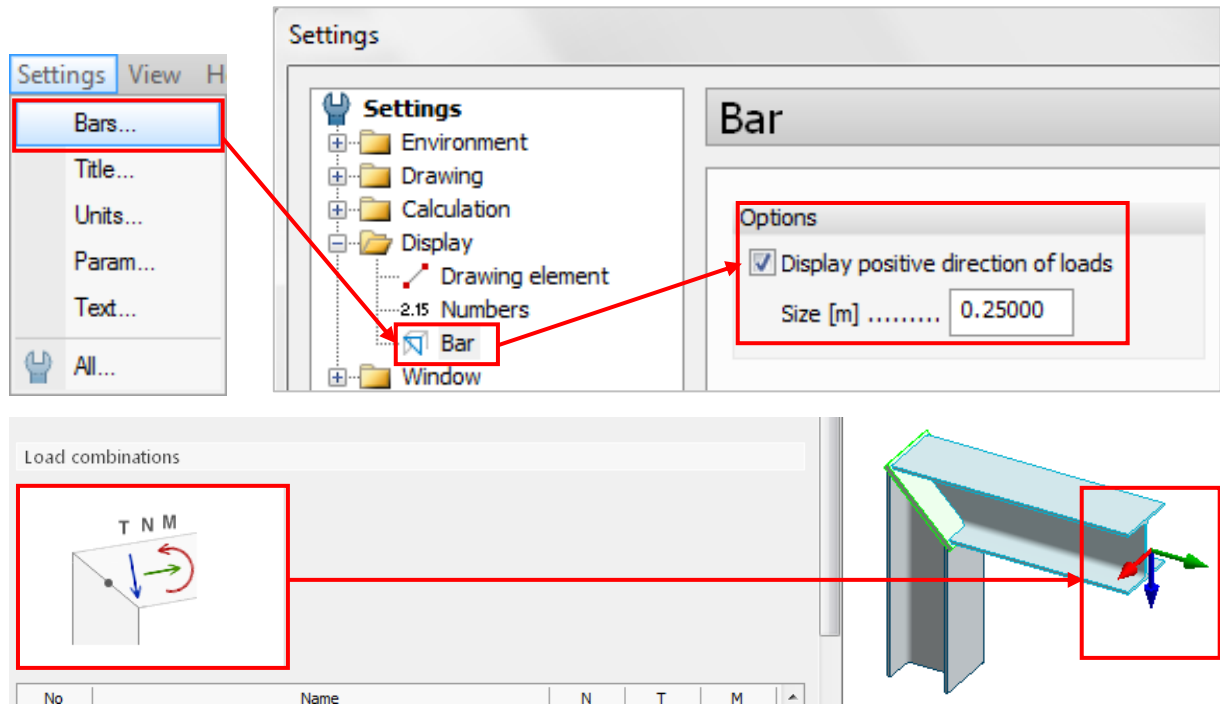 Settings View H
Bars...
Title...
Units...
Param...
Text...
All...
Settings
Settings
Environment
Drawing
Calculation
Display
Drawing element
2.15 Numbers
Bar
Window
Bar
Options
Display positive direction of loads
Size [m] ......... 0.25000
Load combinations
T N M
No Name N T M